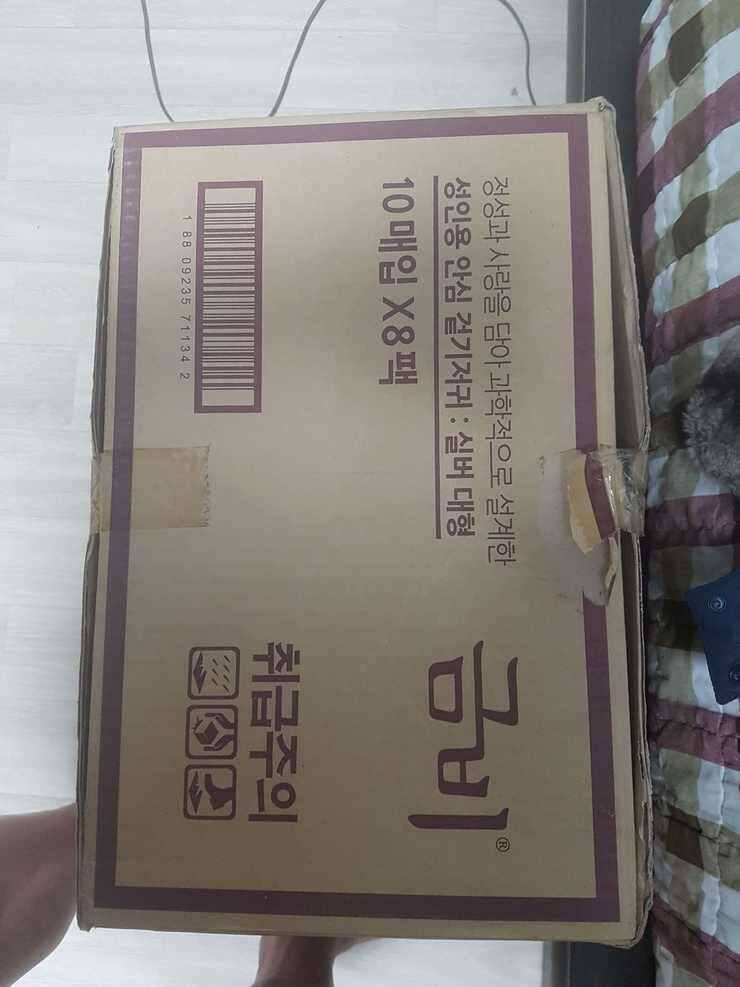 정성과 사랑을 담아 과학적으로 설계한
성인용 안심 겉기저귀 : 실버 대형
10매입 X 8팩
1 88 09235 71134 2
금비®
취급주의